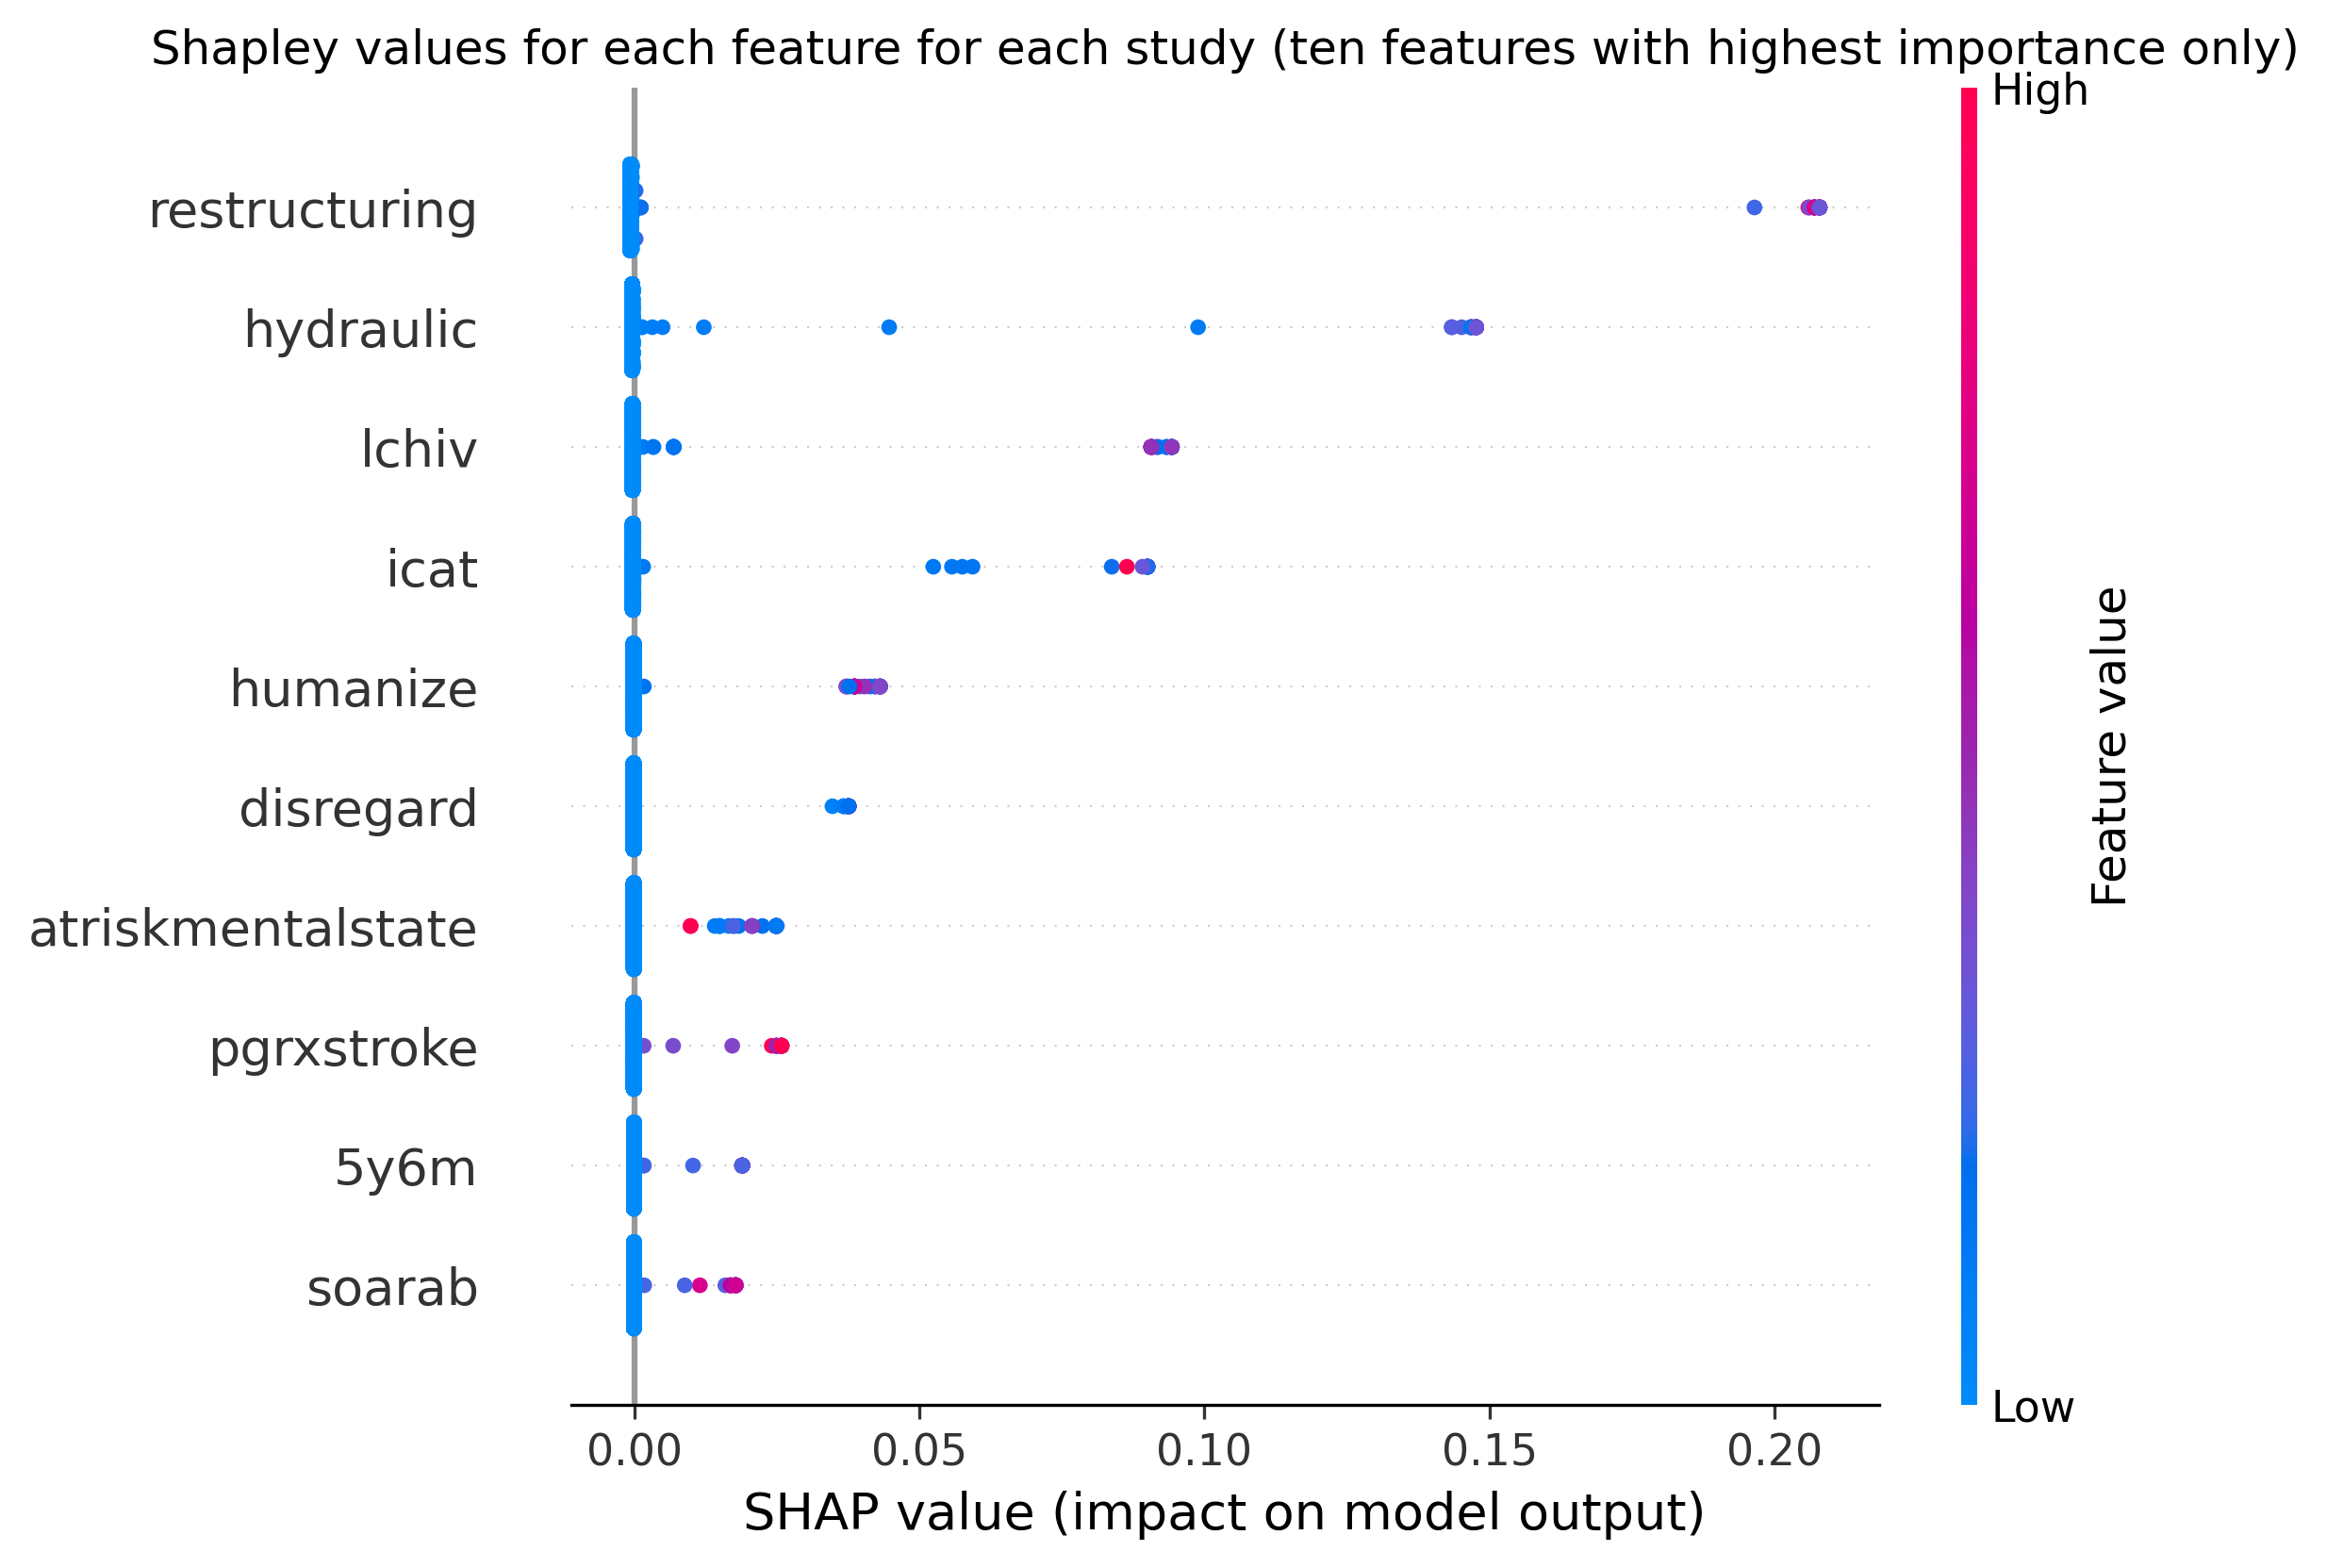 Shapley values for each feature for each study (ten features with highest importance only)
High
restructuring
hydraulic
lchiv
icat
humanize
disregard
atriskmentalstate
pgrxstroke
5y6m
soarab
Feature value
Low
0.00 0.05 0.10 0.15 0.20
SHAP value (impact on model output)